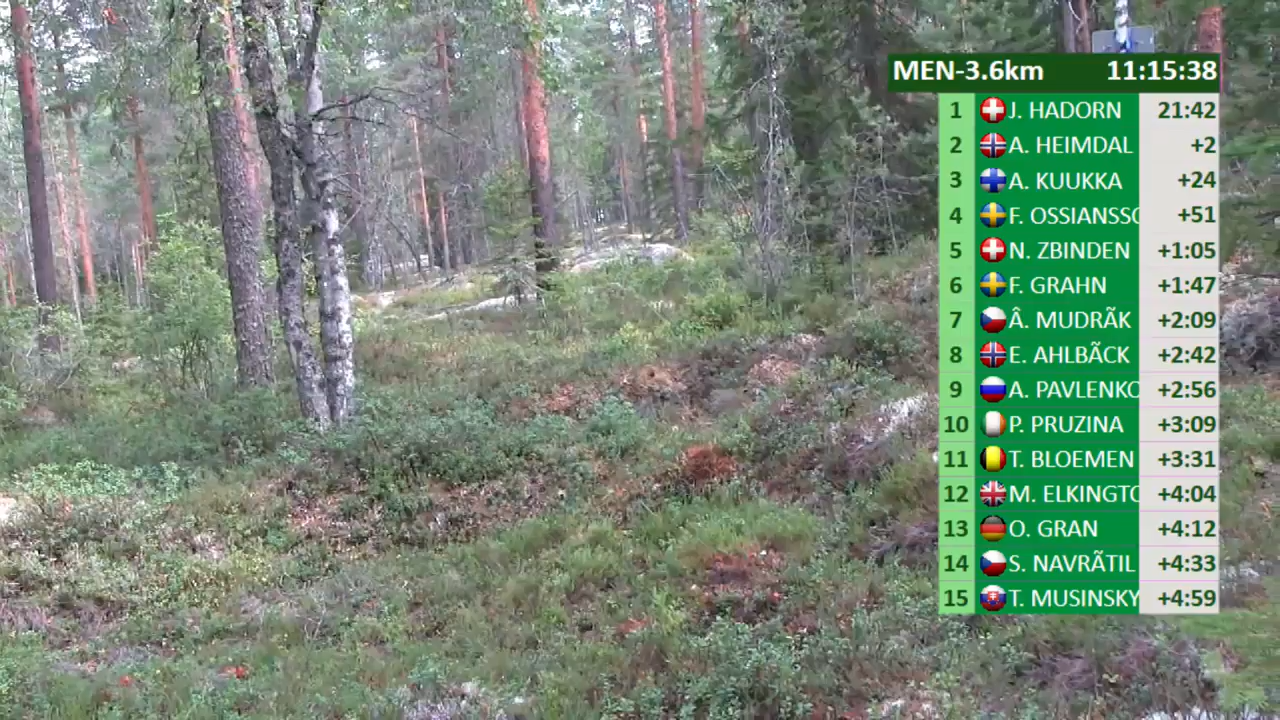 MEN-3.6km 11:15:38
1 J. HADORN 21:42
2 A. HEIMDAL +2
3 A. KUUKKA +24
4 F. OSSIANSSO +51
5 N. ZBINDEN +1:05
6 F. GRAHN +1:47
7 Â. MUDRÃK +2:09
8 E. AHLBÃCK +2:42
9 A. PAVLENKO +2:56
10 P. PRUZINA +3:09
11 T. BLOEMEN +3:31
12 M. ELKINGTO +4:04
13 O. GRAN +4:12
14 S. NAVRÃTIL +4:33
15 T. MUSINSKY +4:59